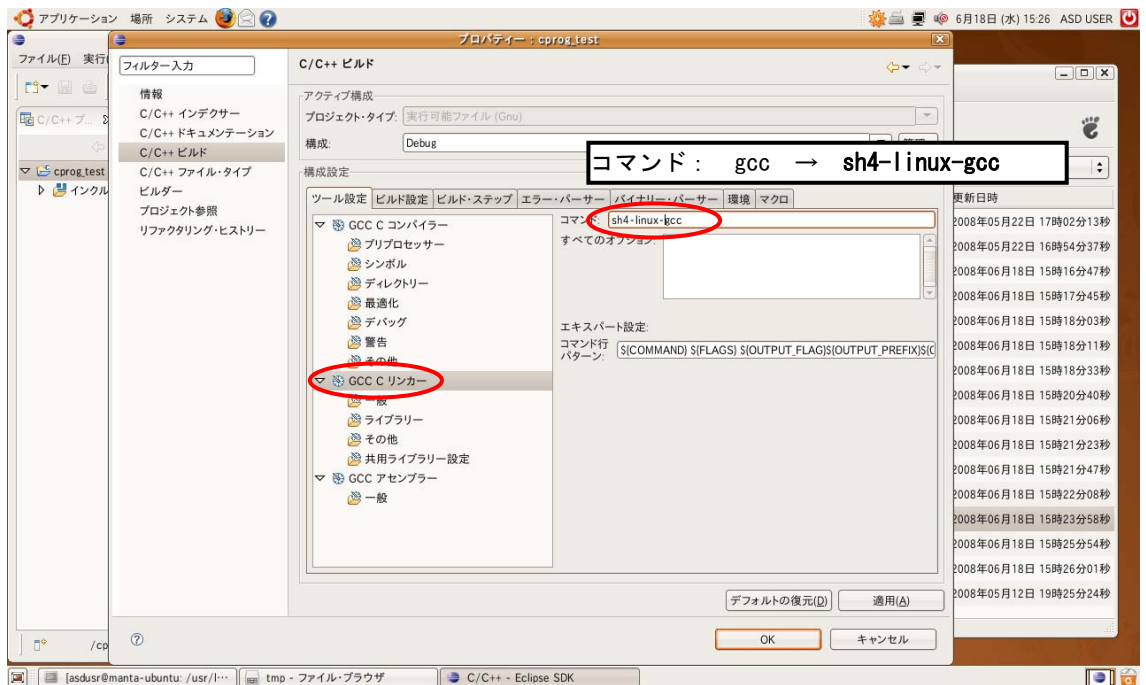 アプリケーション 場所 システム
6月18日 (水) 15:26 ASD USER
プロパティー : cprog_test
ファイル(F) 実行(
C/C++ プ...
cprog_test
インクル
/cp
フィルター入力
情報
C/C++ インデクサー
C/C++ ドキュメンテーション
C/C++ ビルド
C/C++ ファイル・タイプ
ビルダー
プロジェクト参照
リファクタリング・ヒストリー
C/C++ ビルド
アクティブ構成
プロジェクト・タイプ: 実行可能ファイル (Gnu)
構成: Debug
コマンド: gcc → sh4-linux-gcc
構成設定
ツール設定 ビルド設定 ビルド・ステップ エラー・パーサー バイナリー・パーサー 環境 マクロ
GCC C コンパイラー
プリプロセッサー
シンボル
ディレクトリー
最適化
デバッグ
警告
その他
GCC C リンカー
一般
ライブラリー
その他
共用ライブラリー設定
GCC アセンブラー
一般
コマンド: sh4-linux-gcc
すべてのオプション:
エキスパート設定:
コマンド行
パターン:
${COMMAND} ${FLAGS} ${OUTPUT_FLAG}${OUTPUT_PREFIX}${O
デフォルトの復元(D) 適用(A)
OK キャンセル
更新日時
2008年05月22日 17時02分13秒
2008年05月22日 16時54分37秒
2008年06月18日 15時16分47秒
2008年06月18日 15時17分45秒
2008年06月18日 15時18分03秒
2008年06月18日 15時18分11秒
2008年06月18日 15時18分33秒
2008年06月18日 15時20分40秒
2008年06月18日 15時21分06秒
2008年06月18日 15時21分23秒
2008年06月18日 15時21分47秒
2008年06月18日 15時22分08秒
2008年06月18日 15時23分58秒
2008年06月18日 15時25分54秒
2008年06月18日 15時26分01秒
2008年05月12日 19時25分24秒
[asdusr@manta-ubuntu: /usr/l…
tmp - ファイル・ブラウザ
C/C++ - Eclipse SDK